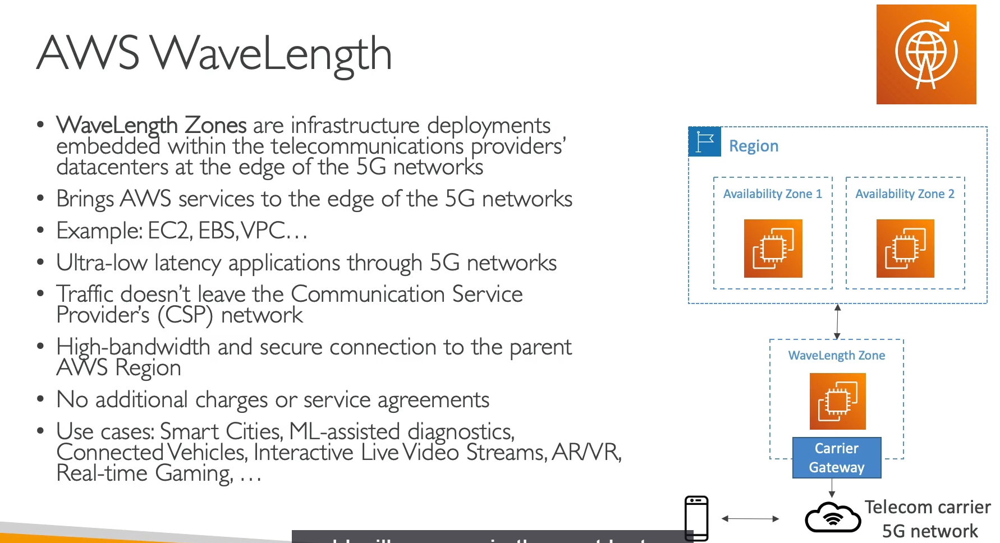 AWS WaveLength
• WaveLength Zones are infrastructure deployments
embedded within the telecommunications providers’
datacenters at the edge of the 5G networks
• Brings AWS services to the edge of the 5G networks
• Example: EC2, EBS, VPC…
• Ultra-low latency applications through 5G networks
• Traffic doesn’t leave the Communication Service
Provider’s (CSP) network
• High-bandwidth and secure connection to the parent
AWS Region
• No additional charges or service agreements
• Use cases: Smart Cities, ML-assisted diagnostics,
Connected Vehicles, Interactive Live Video Streams, AR/VR,
Real-time Gaming, …
Region
Availability Zone 1
Availability Zone 2
WaveLength Zone
Carrier
Gateway
Telecom carrier
5G network